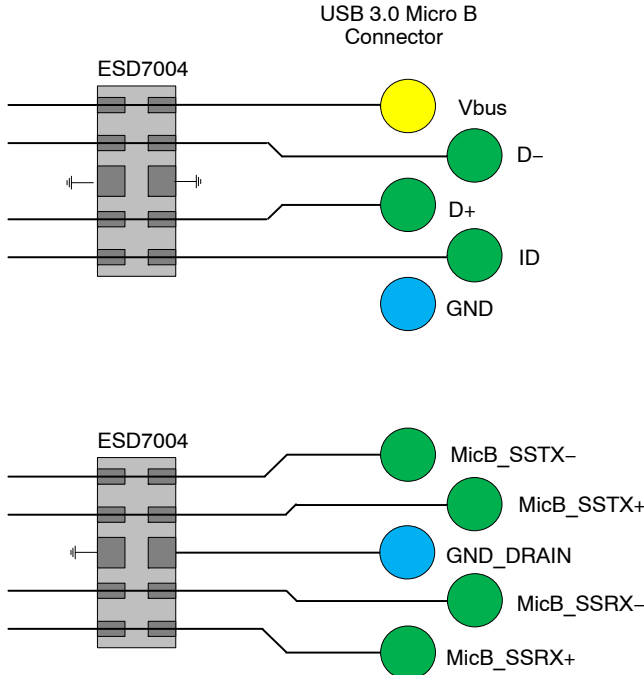 USB 3.0 Micro B
Connector
ESD7004
Vbus
D−
D+
ID
GND
ESD7004
MicB_SSTX−
MicB_SSTX+
GND_DRAIN
MicB_SSRX−
MicB_SSRX+